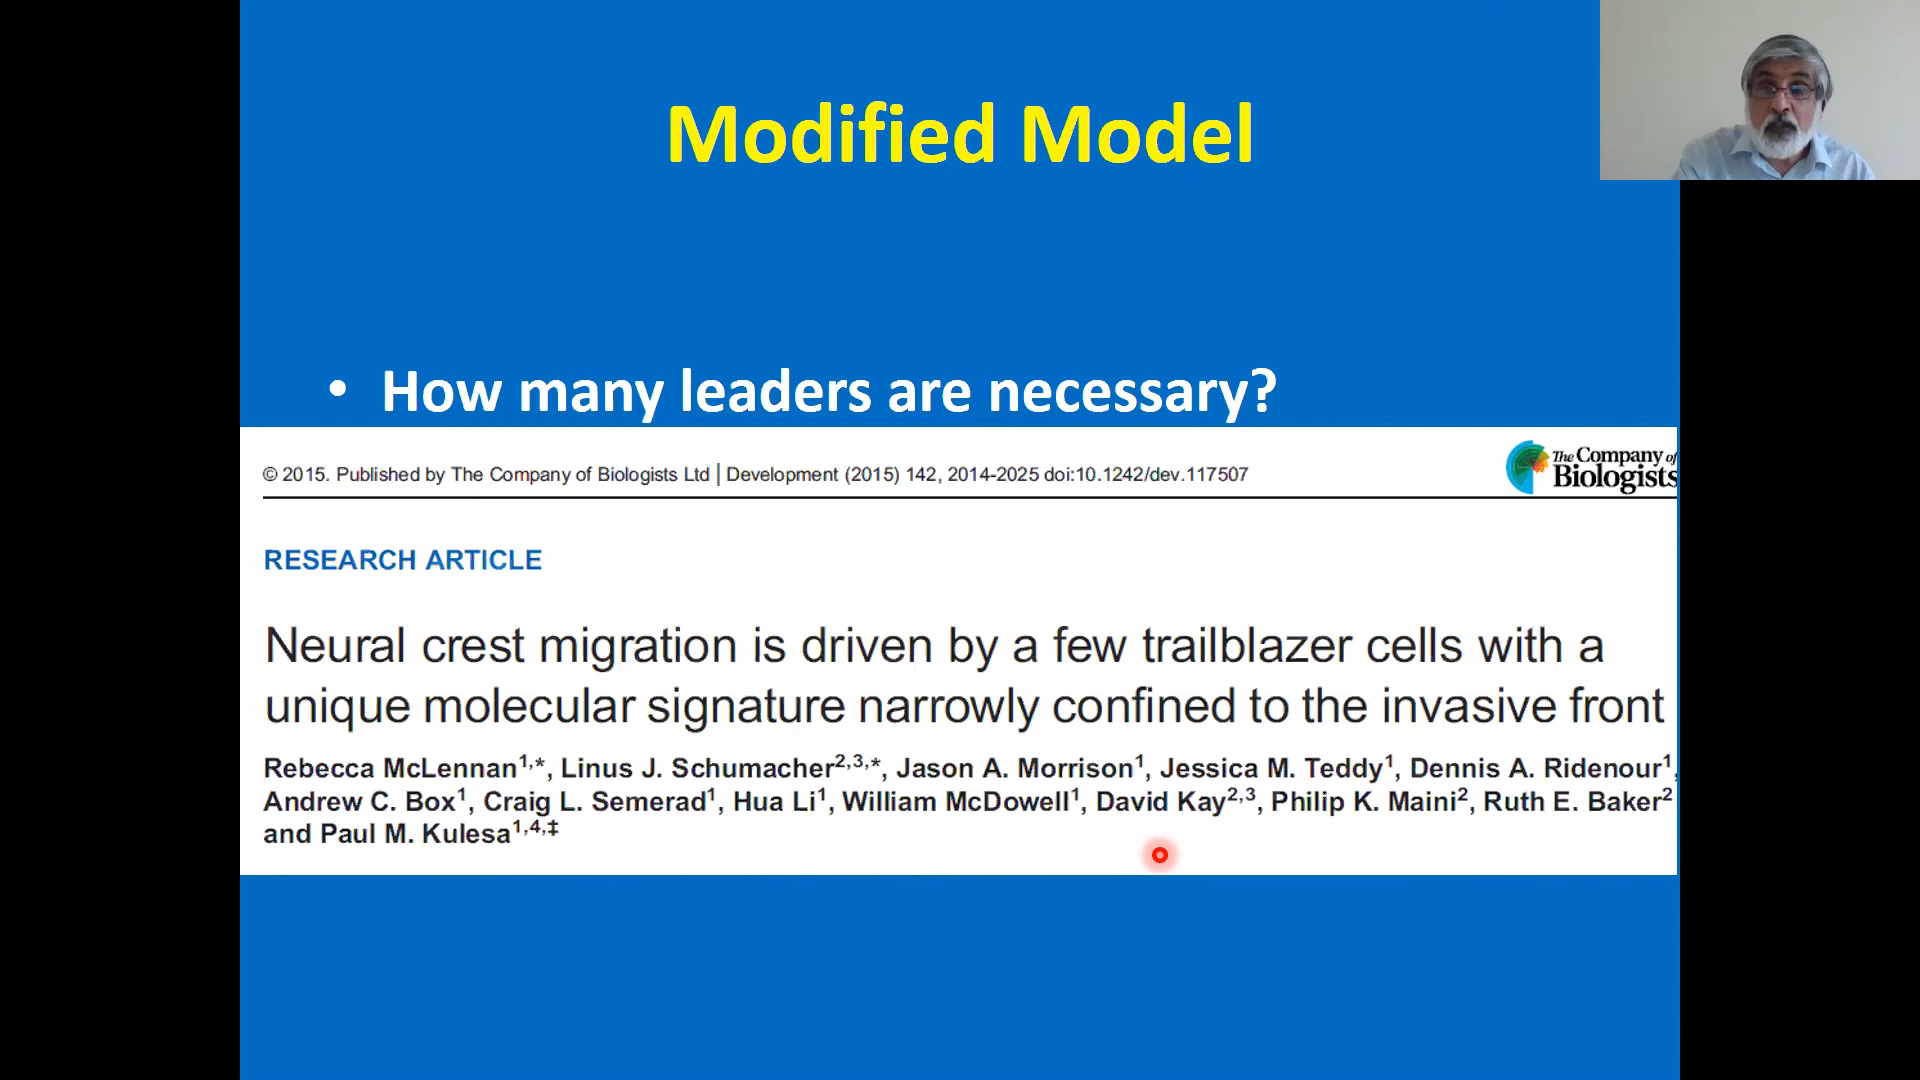 Modified Model
• How many leaders are necessary?
© 2015. Published by The Company of Biologists Ltd | Development (2015) 142, 2014-2025 doi:10.1242/dev.117507
The Company of
Biologists
RESEARCH ARTICLE
Neural crest migration is driven by a few trailblazer cells with a
unique molecular signature narrowly confined to the invasive front
Rebecca McLennan1,*, Linus J. Schumacher2,3,*, Jason A. Morrison1, Jessica M. Teddy1, Dennis A. Ridenour1,
Andrew C. Box1, Craig L. Semerad1, Hua Li1, William McDowell1, David Kay2,3, Philip K. Maini2, Ruth E. Baker2
and Paul M. Kulesa1,4,‡